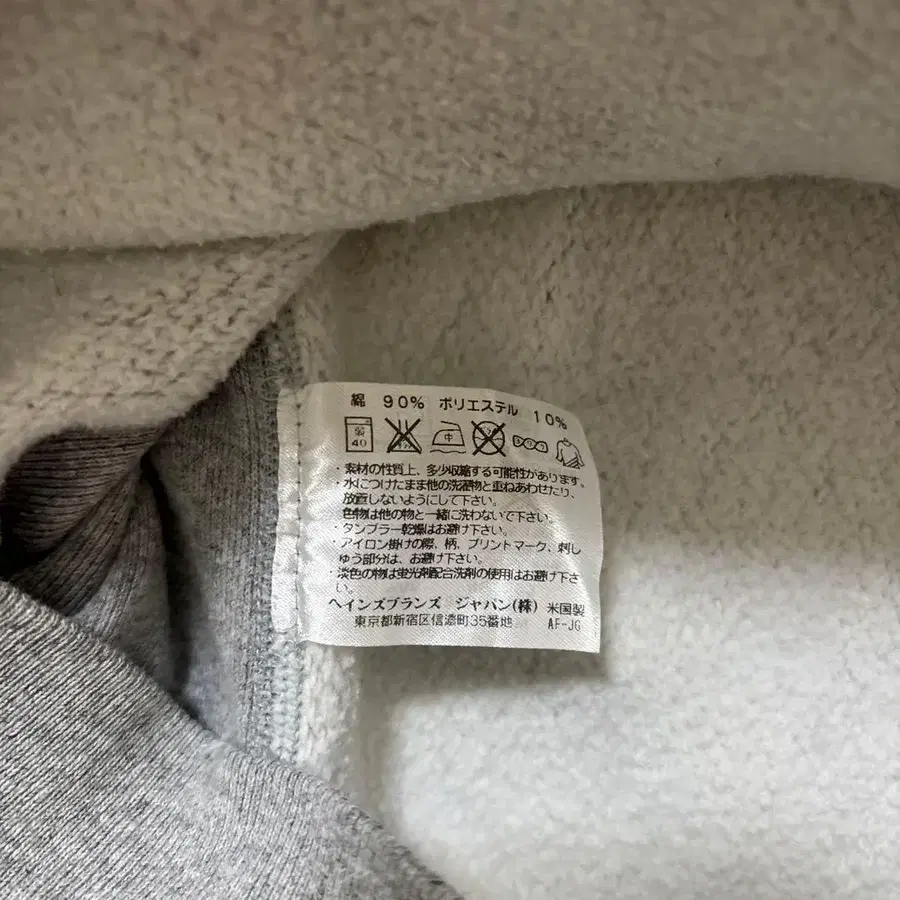 綿 90% ポリエステル 10%
40 中
・素材の性質上、多少収縮する可能性があります。
・水につけたまま他の洗濯物と重ねあわせたり、
放置しないようにして下さい。
色物は他の物と一緒に洗わないで下さい。
・タンブラー乾燥はお避け下さい。
・アイロン掛けの際、柄、プリントマーク、刺し
ゅう部分は、お避け下さい。
・淡色の物は蛍光剤配合洗剤の使用はお避け下さ
い。
ヘインズブランズ ジャパン(株) 米国製
東京都新宿区信濃町35番地 AF-JG